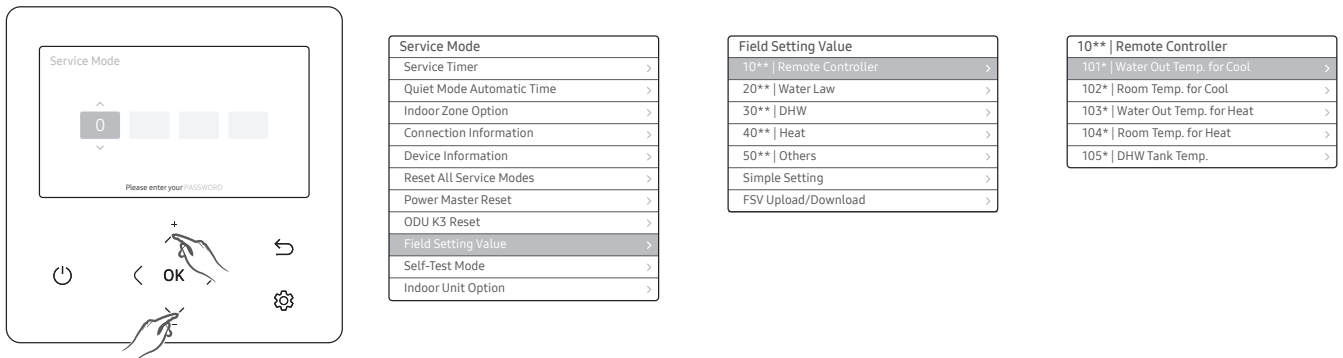 Service Mode
0
Please enter your PASSWORD.
+
OK
-
Service Mode
Service Timer
Quiet Mode Automatic Time
Indoor Zone Option
Connection Information
Device Information
Reset All Service Modes
Power Master Reset
ODU K3 Reset
Field Setting Value
Self-Test Mode
Indoor Unit Option
Field Setting Value
10** | Remote Controller
20** | Water Law
30** | DHW
40** | Heat
50** | Others
Simple Setting
FSV Upload/Download
10** | Remote Controller
101* | Water Out Temp. for Cool
102* | Room Temp. for Cool
103* | Water Out Temp. for Heat
104* | Room Temp. for Heat
105* | DHW Tank Temp.